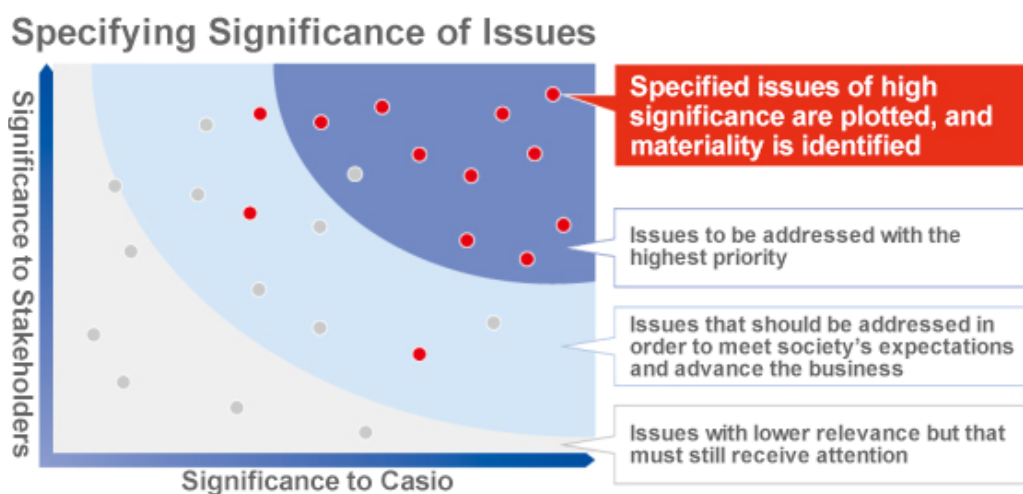 Specifying Significance of Issues
Significance to Stakeholders
Specified issues of high
significance are plotted, and
materiality is identified
Issues to be addressed with the
highest priority
Issues that should be addressed in
order to meet society's expectations
and advance the business
Issues with lower relevance but that
must still receive attention
Significance to Casio